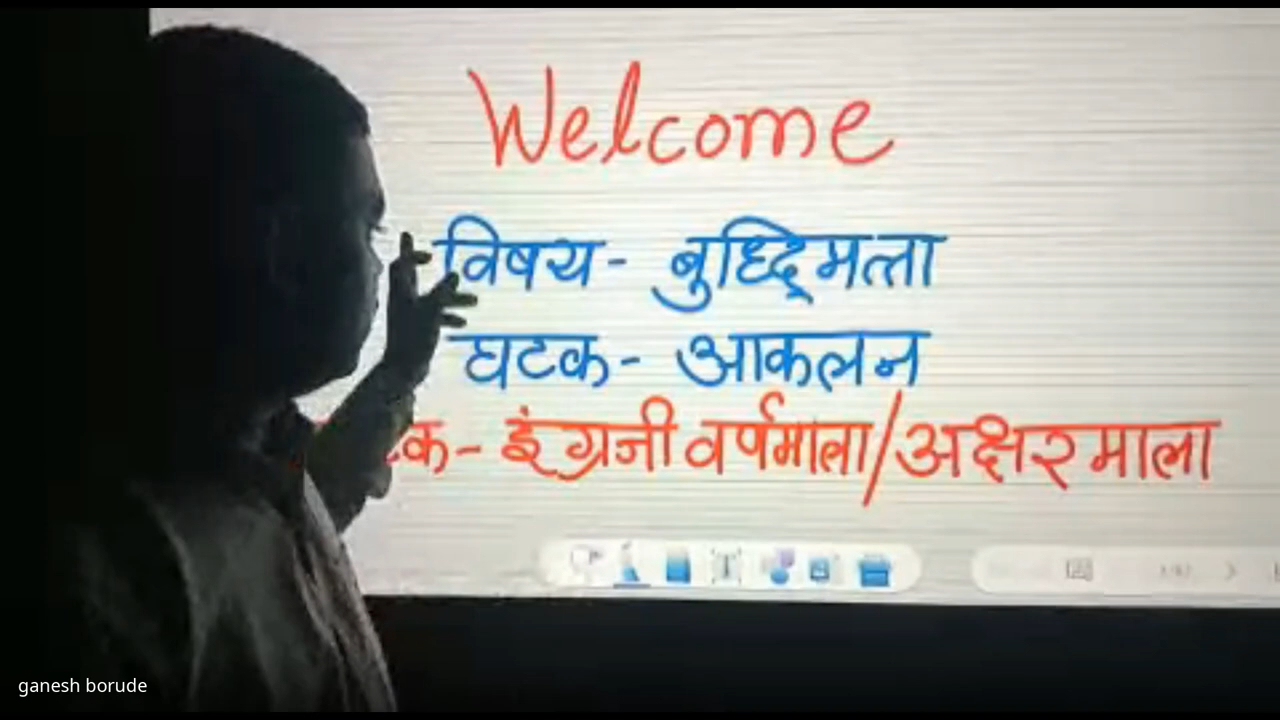 Welcome
विषय - बुध्दिमत्ता
घटक - आकलन
क - इंग्रजी वर्णमाला/अक्षरमाला
ganesh borude